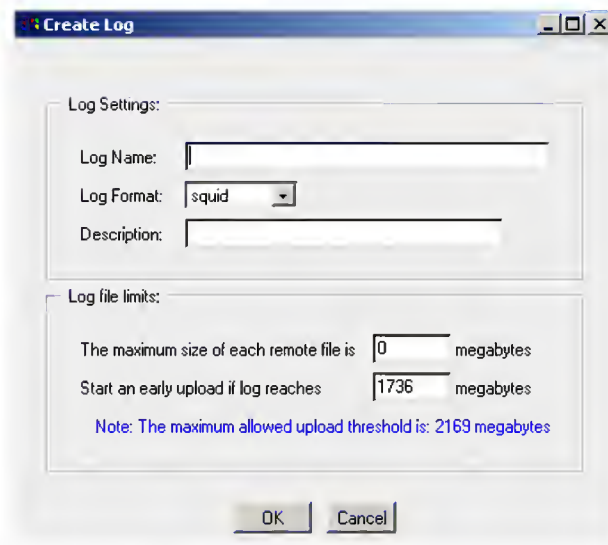 Create Log
Log Settings:
Log Name:
Log Format: squid
Description:
Log file limits:
The maximum size of each remote file is 0 megabytes
Start an early upload if log reaches 1736 megabytes
Note: The maximum allowed upload threshold is: 2169 megabytes
OK Cancel